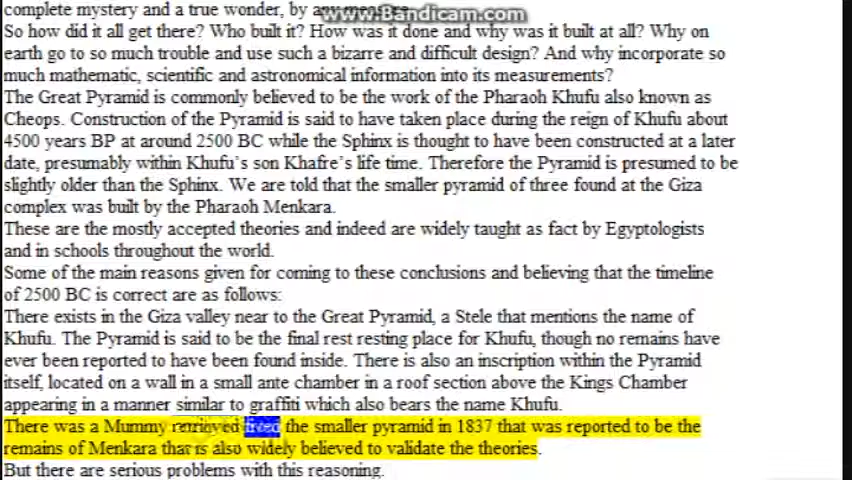 complete mystery and a true wonder, by any measure.
www.Bandicam.com
So how did it all get there? Who built it? How was it done and why was it built at all? Why on
earth go to so much trouble and use such a bizarre and difficult design? And why incorporate so
much mathematic, scientific and astronomical information into its measurements?
The Great Pyramid is commonly believed to be the work of the Pharaoh Khufu also known as
Cheops. Construction of the Pyramid is said to have taken place during the reign of Khufu about
4500 years BP at around 2500 BC while the Sphinx is thought to have been constructed at a later
date, presumably within Khufu's son Khafre's life time. Therefore the Pyramid is presumed to be
slightly older than the Sphinx. We are told that the smaller pyramid of three found at the Giza
complex was built by the Pharaoh Menkara.
These are the mostly accepted theories and indeed are widely taught as fact by Egyptologists
and in schools throughout the world.
Some of the main reasons given for coming to these conclusions and believing that the timeline
of 2500 BC is correct are as follows:
There exists in the Giza valley near to the Great Pyramid, a Stele that mentions the name of
Khufu. The Pyramid is said to be the final rest resting place for Khufu, though no remains have
ever been reported to have been found inside. There is also an inscription within the Pyramid
itself, located on a wall in a small ante chamber in a roof section above the Kings Chamber
appearing in a manner similar to graffiti which also bears the name Khufu.
There was a Mummy retrieved the smaller pyramid in 1837 that was reported to be the
remains of Menkara that is also widely believed to validate the theories.
But there are serious problems with this reasoning.